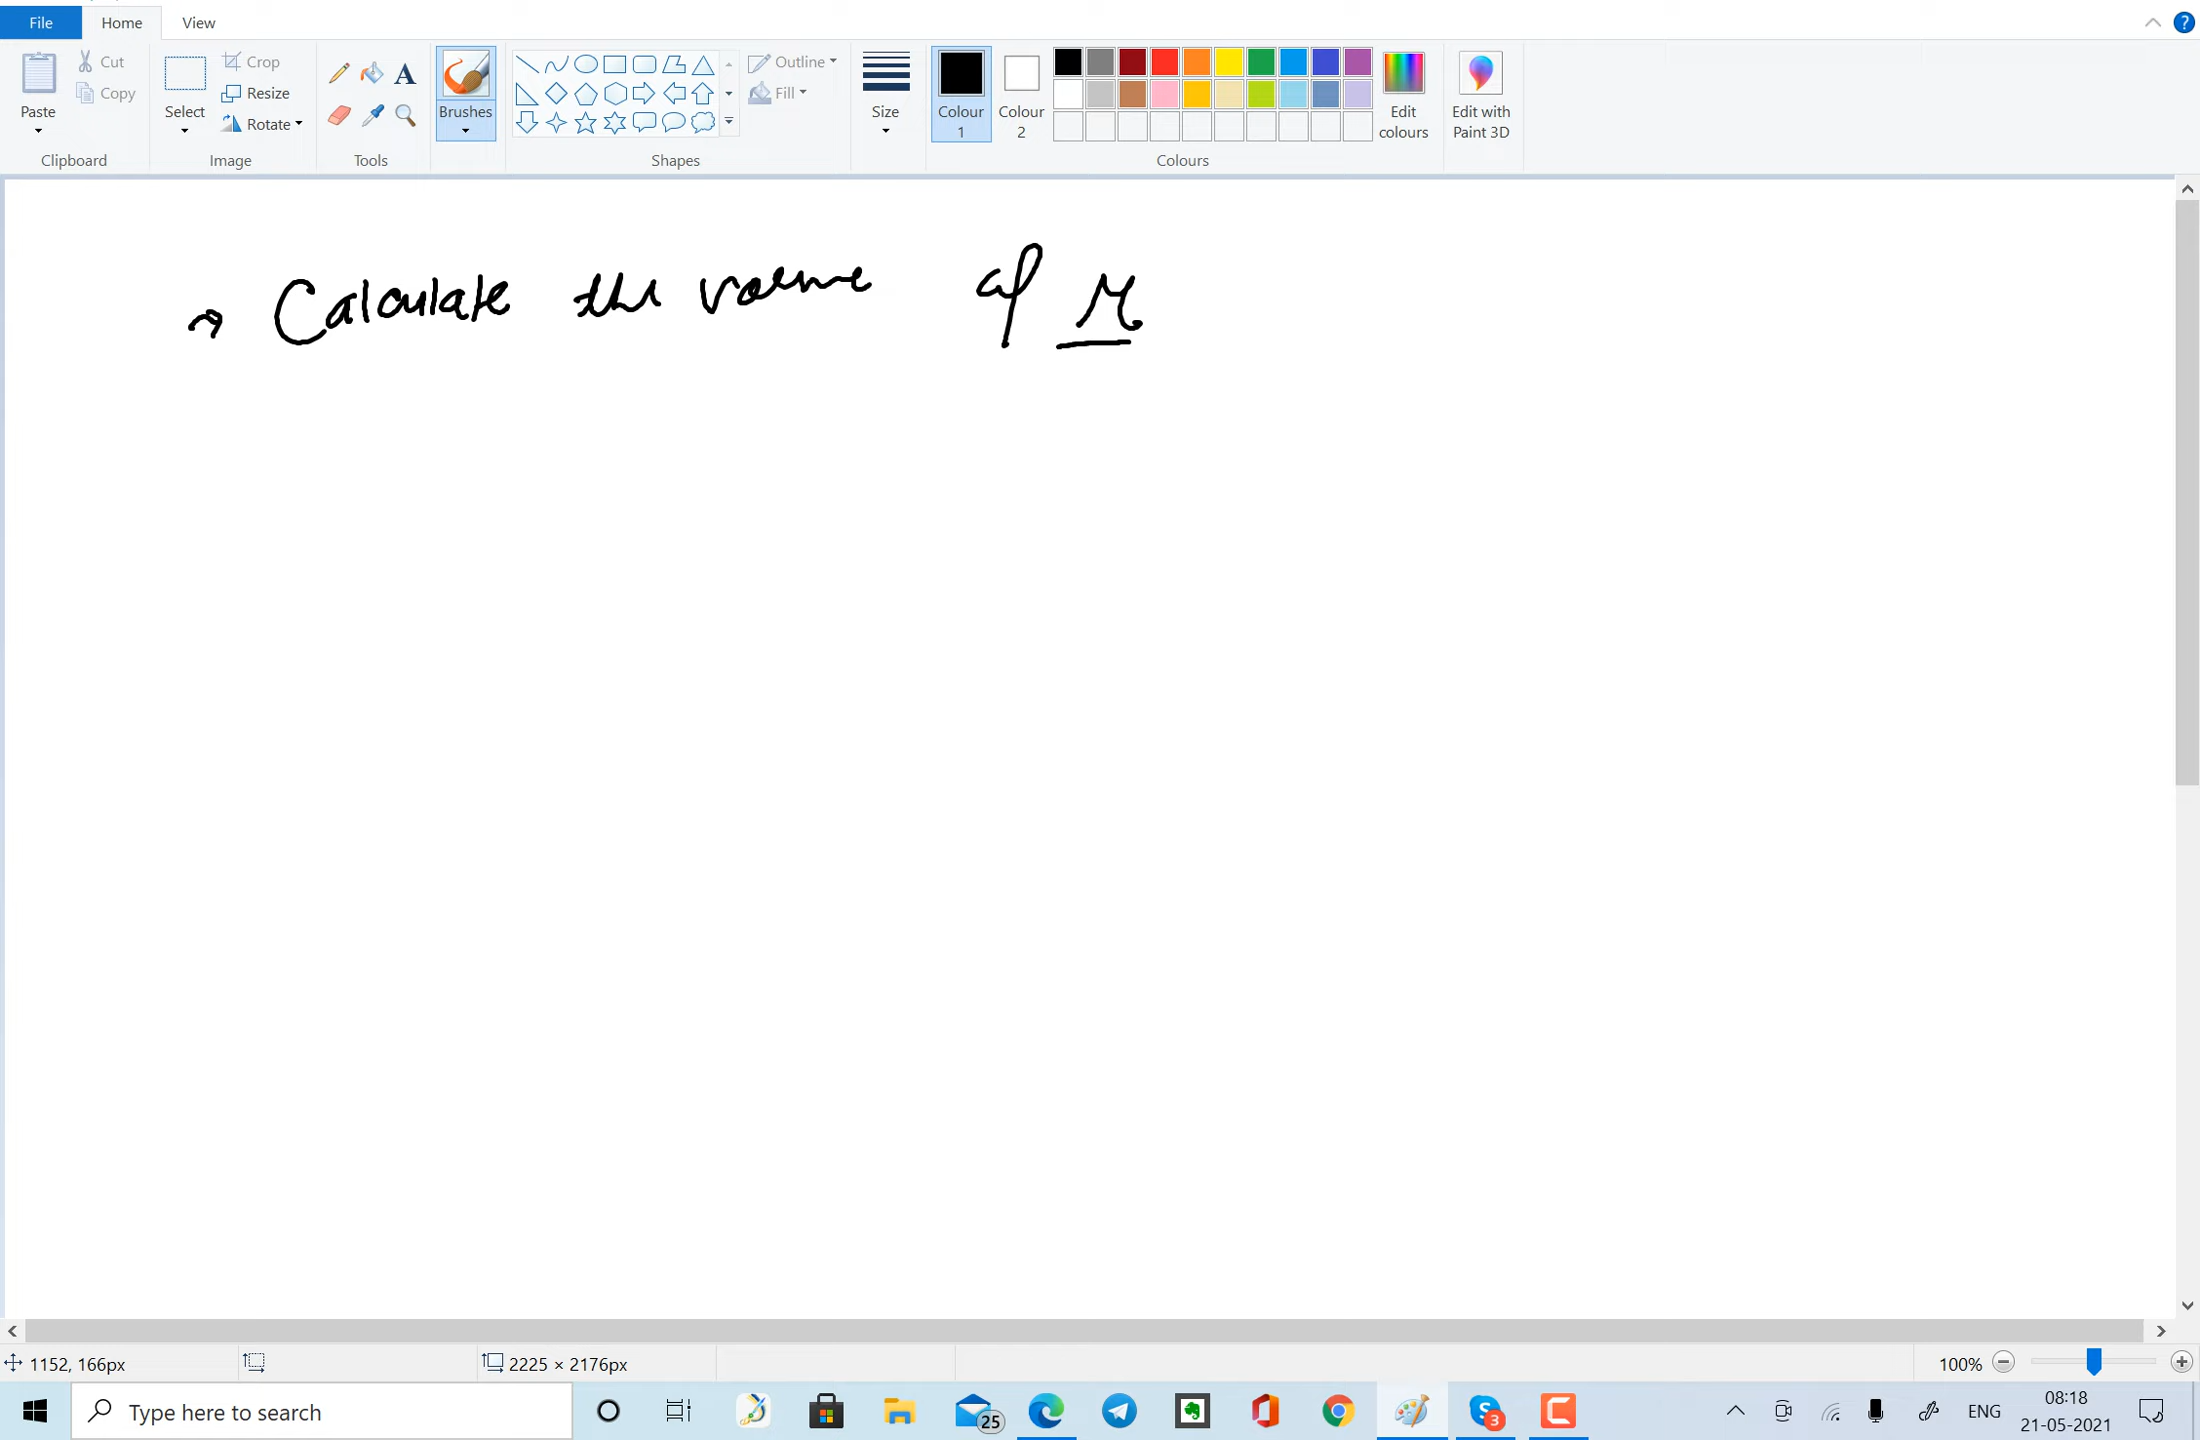 File Home View
Paste Cut Copy Select Crop Resize Rotate Brushes Outline Fill Size Colour 1 Colour 2 Edit colours Edit with Paint 3D
Clipboard Image Tools Shapes Colours
Calculate the of
1152, 166px 2225 × 2176px 100%
Type here to search 25 3 ENG 08:18
21-05-2021